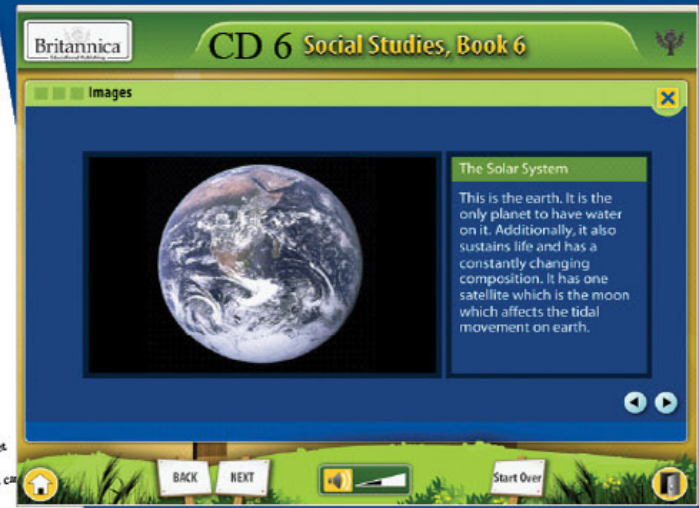 Britannica
CD 6 Social Studies, Book 6
Images
The Solar System
This is the earth. It is the
only planet to have water
on it. Additionally, it also
sustains life and has a
constantly changing
composition. It has one
satellite which is the moon
which affects the tidal
movement on earth.
BACK
NEXT
Start Over